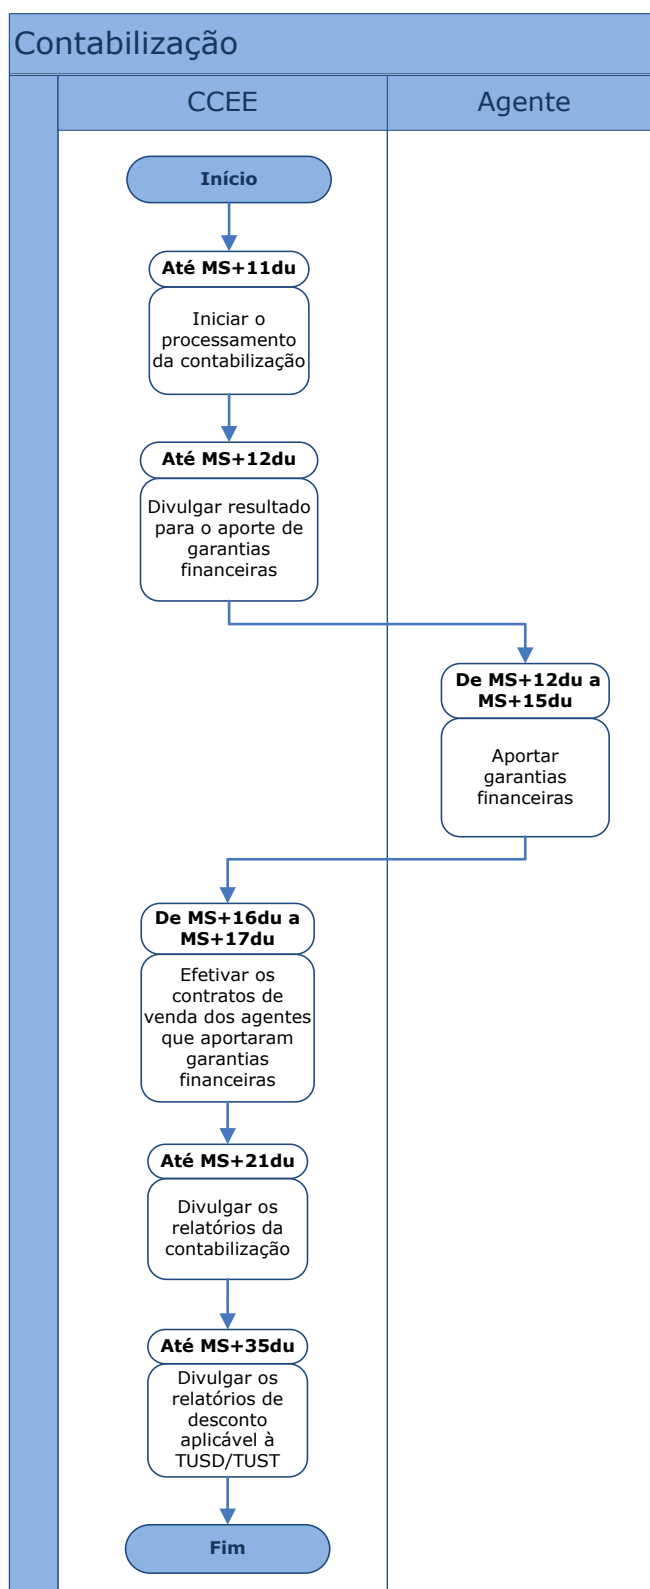 Contabilização
CCEE
Agente
Início
Até MS+11du
Iniciar o
processamento
da contabilização
Até MS+12du
Divulgar resultado
para o aporte de
garantias
financeiras
De MS+12du a
MS+15du
Aportar
garantias
financeiras
De MS+16du a
MS+17du
Efetivar os
contratos de
venda dos agentes
que aportaram
garantias
financeiras
Até MS+21du
Divulgar os
relatórios da
contabilização
Até MS+35du
Divulgar os
relatórios de
desconto
aplicável à
TUSD/TUST
Fim